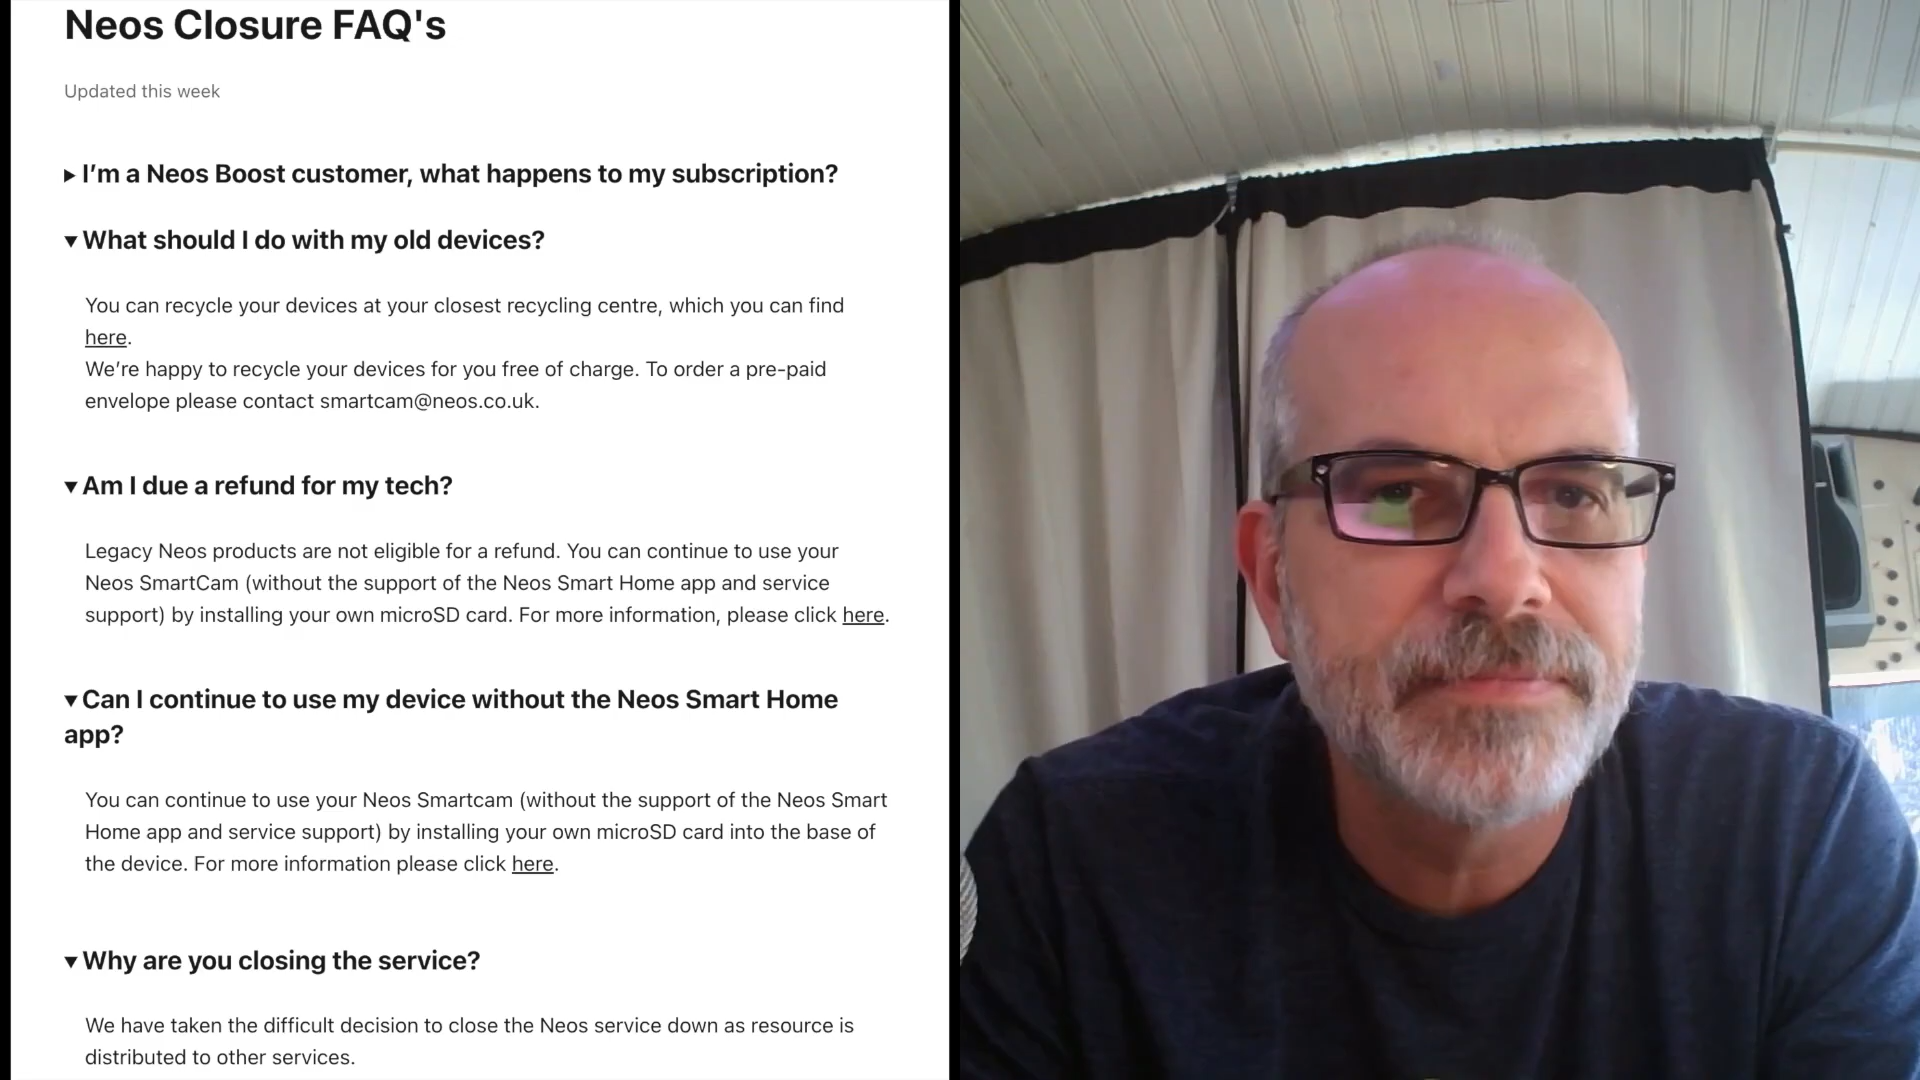 Neos Closure FAQ's
Updated this week
▸ I’m a Neos Boost customer, what happens to my subscription?
▾ What should I do with my old devices?
You can recycle your devices at your closest recycling centre, which you can find
here.
We’re happy to recycle your devices for you free of charge. To order a pre-paid
envelope please contact smartcam@neos.co.uk.
▾ Am I due a refund for my tech?
Legacy Neos products are not eligible for a refund. You can continue to use your
Neos SmartCam (without the support of the Neos Smart Home app and service
support) by installing your own microSD card. For more information, please click here.
▾ Can I continue to use my device without the Neos Smart Home
app?
You can continue to use your Neos Smartcam (without the support of the Neos Smart
Home app and service support) by installing your own microSD card into the base of
the device. For more information please click here.
▾ Why are you closing the service?
We have taken the difficult decision to close the Neos service down as resource is
distributed to other services.